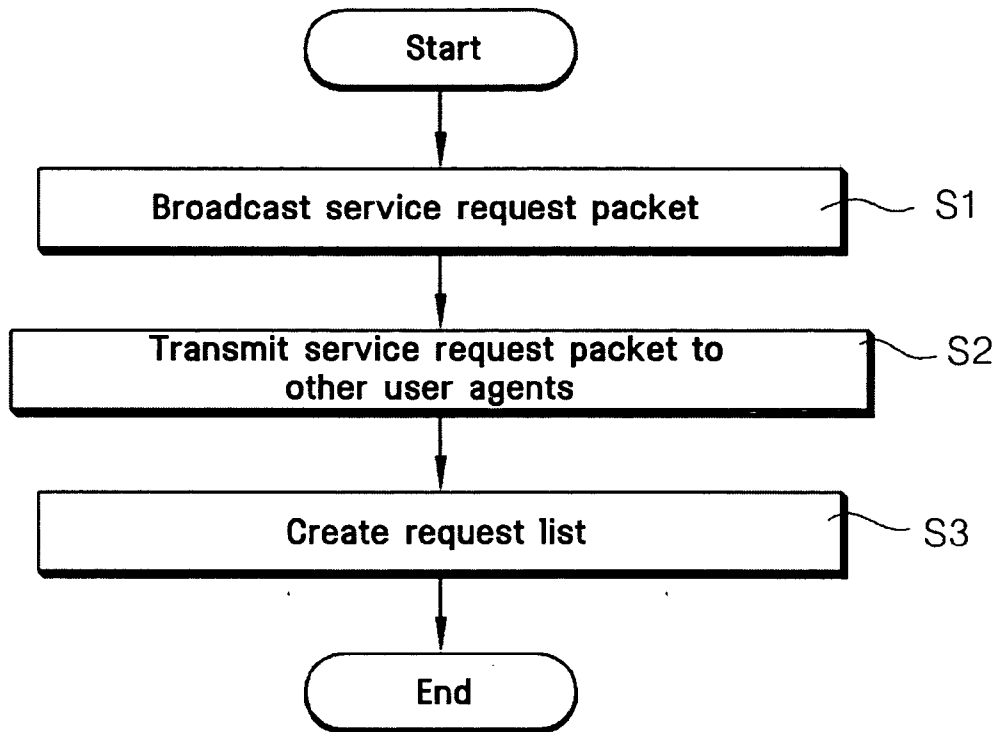 Start
Broadcast service request packet
S1
Transmit service request packet to
other user agents
S2
Create request list
S3
End